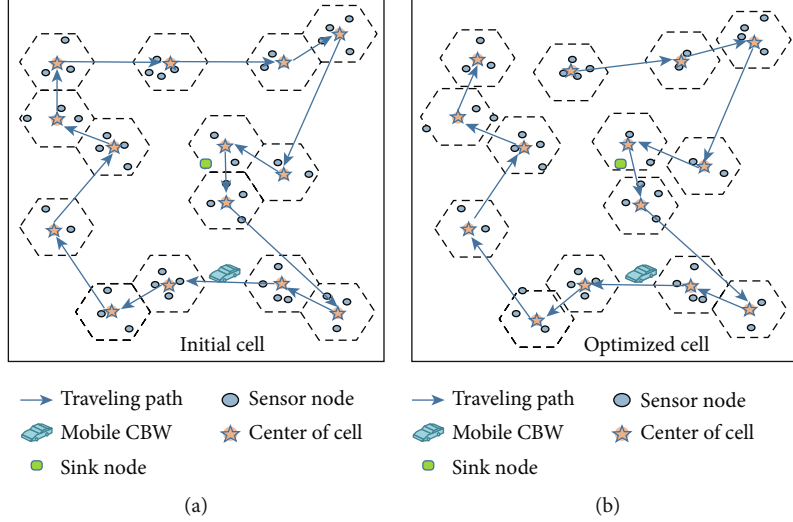 Initial cell
Traveling path
Sensor node
Mobile CBW
Center of cell
Sink node
(a)
Optimized cell
Traveling path
Sensor node
Mobile CBW
Center of cell
Sink node
(b)